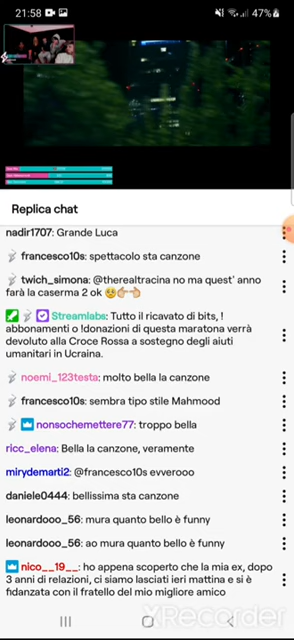 21:58
47%
Replica chat
nadir1707: Grande Luca
francesco10s: spettacolo sta canzone
twich_simona: @therealtracina no ma quest' anno
farà la caserma 2 ok 🥺👉👈
Streamlabs: Tutto il ricavato di bits, !
abbonamenti o !donazioni di questa maratona verrà
devoluto alla Croce Rossa a sostegno degli aiuti
umanitari in Ucraina.
noemi_123testa: molto bella la canzone
francesco10s: sembra tipo stile Mahmood
nonsochemettere77: troppo bella
ricc_elena: Bella la canzone, veramente
mirydemarti2: @francesco10s evverooo
daniele0444: bellissima sta canzone
leonardooo_56: mura quanto bello è funny
leonardooo_56: ao mura quanto bello è funny
nico__19__: ho appena scoperto che la mia ex, dopo
3 anni di relazioni, ci siamo lasciati ieri mattina e si è
fidanzata con il fratello del mio migliore amico
XRECORDER